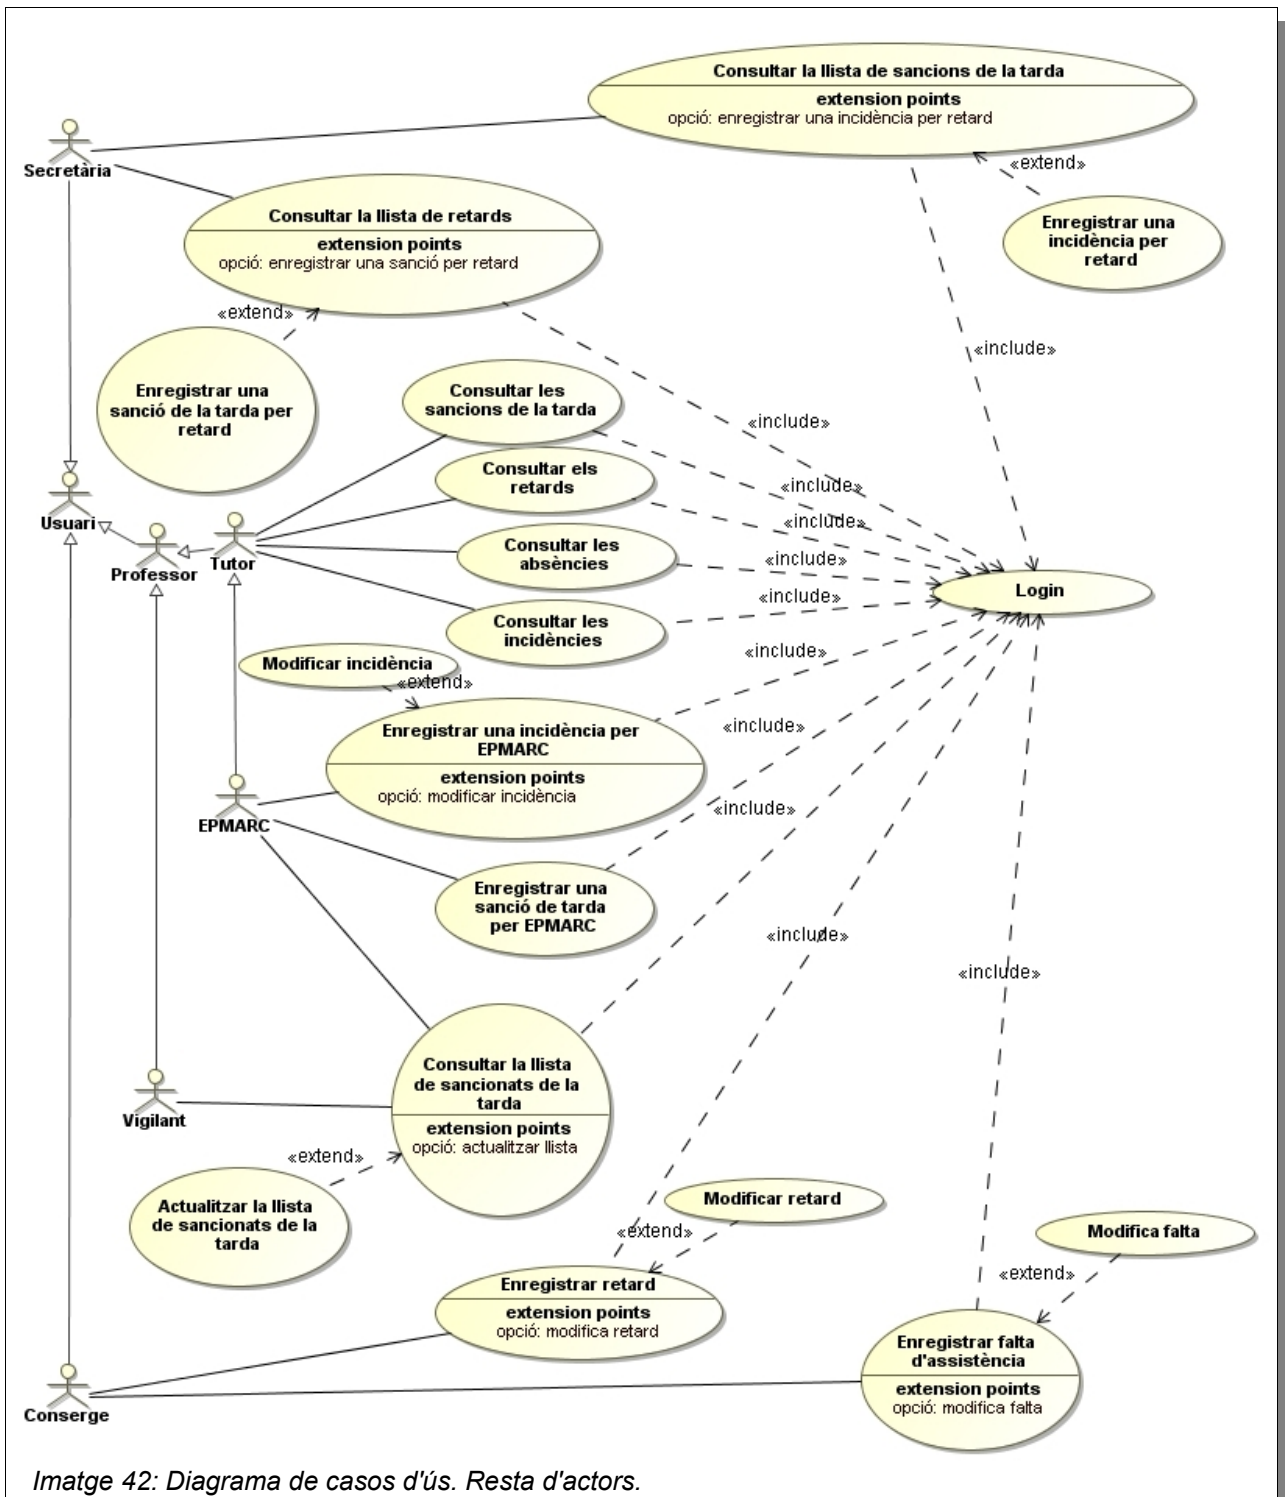 Consultar la llista de sancions de la tarda
extension points
opció: enregistrar una incidència per retard
«extend»
Secretària
Enregistrar una
incidència per
retard
Consultar la llista de retards
extension points
opció: enregistrar una sanció per retard
«extend»
«include»
Enregistrar una
sanció de la tarda per
retard
Consultar les
sancions de la tarda
«include»
Consultar els
retards
«include»
Usuari
«include»
Professor
Tutor
Consultar les
absències
«include»
Login
«include»
Consultar les
incidències
«include»
Modificar incidència
«extend»
Enregistrar una incidència per
EPMARC
extension points
opció: modificar incidència
«include»
EPMARC
«include»
Enregistrar una
sanció de tarda
per EPMARC
«include»
«include»
Consultar la llista
de sancionats de la
tarda
extension points
opció: actualitzar llista
Vigilant
«extend»
Actualitzar la llista
de sancionats de la
tarda
Modificar retard
«extend»
Modifica falta
«extend»
Enregistrar retard
extension points
opció: modifica retard
Enregistrar falta
d'assistència
extension points
opció: modifica falta
Conserge
Imatge 42: Diagrama de casos d'ús. Resta d'actors.